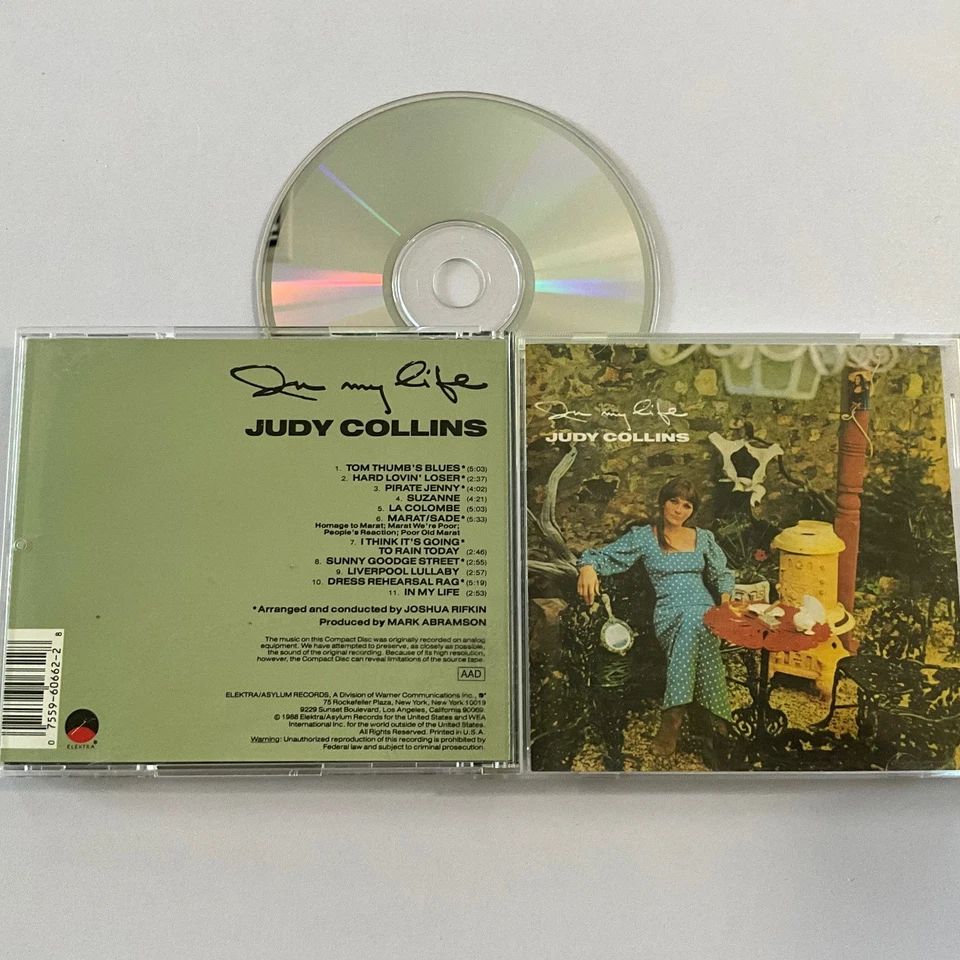 In my life
JUDY COLLINS
1. TOM THUMB'S BLUES* (5:03)
2. HARD LOVIN' LOSER* (2:37)
3. PIRATE JENNY* (4:02)
4. SUZANNE (4:21)
5. LA COLOMBE (5:03)
6. MARAT/SADE* (5:33)
Homage to Marat; Marat We're Poor;
People's Reaction; Poor Old Marat
7. I THINK IT'S GOING*
TO RAIN TODAY (2:46)
8. SUNNY GOODGE STREET* (2:55)
9. LIVERPOOL LULLABY (2:57)
10. DRESS REHEARSAL RAG* (5:19)
11. IN MY LIFE (2:53)
*Arranged and conducted by JOSHUA RIFKIN
Produced by MARK ABRAMSON
The music on this Compact Disc was originally recorded on analog
equipment. We have attempted to preserve, as closely as possible,
the sound of the original recording. Because of its high resolution,
however, the Compact Disc can reveal limitations of the source tape.
AAD
ELEKTRA/ASYLUM RECORDS, A Division of Warner Communications Inc.,
75 Rockefeller Plaza, New York, New York 10019
9229 Sunset Boulevard, Los Angeles, California 90069.
© 1988 Elektra/Asylum Records for the United States and WEA
International Inc. for the world outside of the United States.
All Rights Reserved. Printed in U.S.A.
Warning: Unauthorized reproduction of this recording is prohibited by
Federal law and subject to criminal prosecution.
0 7559-60662-2 8
ELEKTRA
In my life
JUDY COLLINS